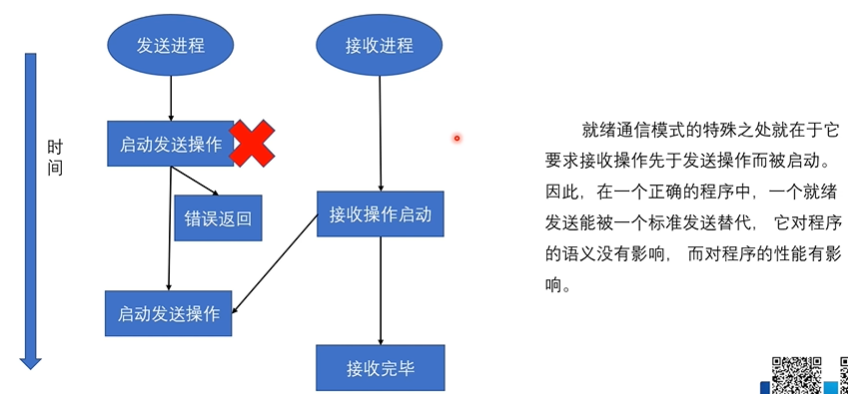 发送进程
接收进程
时
间
启动发送操作
错误返回
接收操作启动
启动发送操作
接收完毕
就绪通信模式的特殊之处就在于它
要求接收操作先于发送操作而被启动。
因此，在一个正确的程序中，一个就绪
发送能被一个标准发送替代， 它对程序
的语义没有影响， 而对程序的性能有影
响。